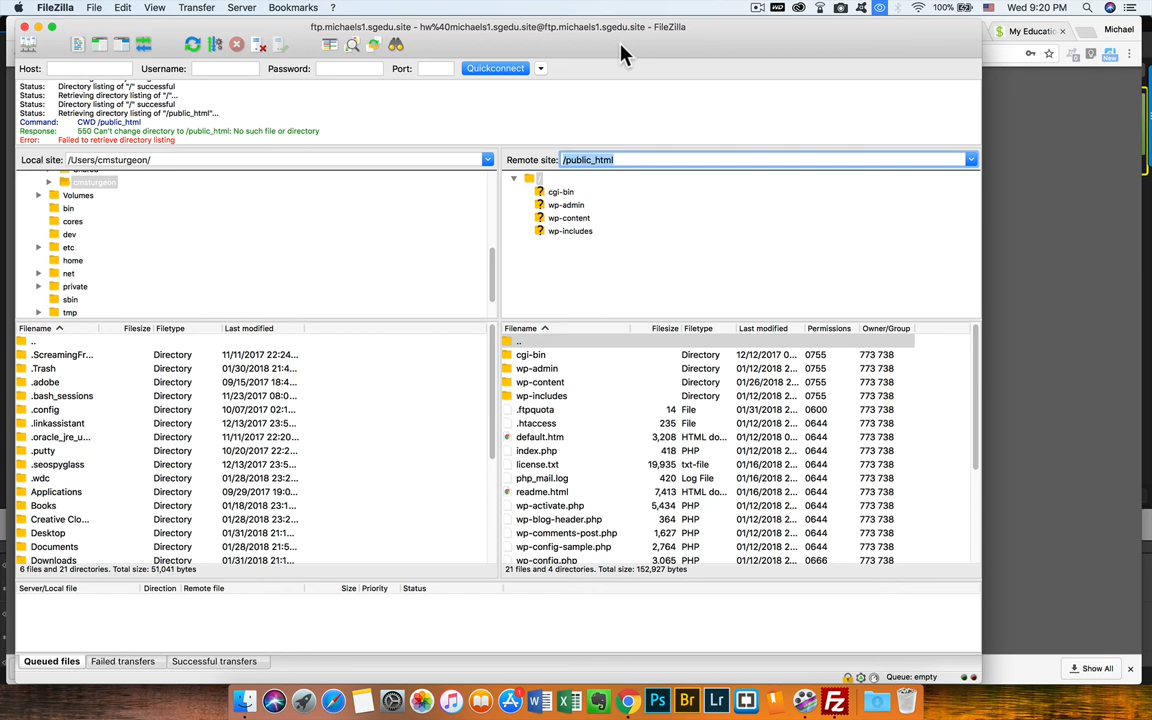 FileZilla File Edit View Transfer Server Bookmarks ? 100% Wed 9:20 PM
ftp.michaels1.sgedu.site - hw%40michaels1.sgedu.site@ftp.michaels1.sgedu.site - FileZilla
My Educatio
Michael
Host: Username: Password: Port: Quickconnect
Status: Directory listing of "/" successful
Status: Retrieving directory listing of "/"...
Status: Directory listing of "/" successful
Status: Retrieving directory listing of "/public_html"...
Command: CWD /public_html
Response: 550 Can't change directory to /public_html: No such file or directory
Error: Failed to retrieve directory listing
Local site: /Users/cmsturgeon/ Remote site: /public_html
cmsturgeon /
Volumes cgi-bin
bin wp-admin
cores wp-content
dev wp-includes
etc
home
net
private
sbin
tmp
Filename Filesize Filetype Last modified Filename Filesize Filetype Last modified Permissions Owner/Group
.. ..
.ScreamingFr... Directory 11/11/2017 22:24... cgi-bin Directory 12/12/2017 0... 0755 773 738
.Trash Directory 01/30/2018 21:4... wp-admin Directory 01/12/2018 2... 0755 773 738
.adobe Directory 09/15/2017 18:4... wp-content Directory 01/26/2018 2... 0755 773 738
.bash_sessions Directory 11/23/2017 08:0... wp-includes Directory 01/12/2018 2... 0755 773 738
.config Directory 10/07/2017 02:1... .ftpquota 14 File 01/31/2018 2... 0600 773 738
.linkassistant Directory 12/13/2017 23:5... .htaccess 235 File 01/12/2018 2... 0644 773 738
.oracle_jre_u... Directory 11/11/2017 22:20... default.htm 3,208 HTML do... 01/12/2018 0... 0644 773 738
.putty Directory 10/20/2017 22:2... index.php 418 PHP 01/12/2018 2... 0644 773 738
.seospyglass Directory 12/13/2017 23:5... license.txt 19,935 txt-file 01/16/2018 2... 0644 773 738
.wdc Directory 01/28/2018 23:2... php_mail.log 420 Log file 01/16/2018 2... 0644 773 738
Applications Directory 09/29/2017 19:0... readme.html 7,413 HTML do... 01/16/2018 2... 0644 773 738
Books Directory 01/18/2018 23:1... wp-activate.php 5,434 PHP 01/12/2018 2... 0644 773 738
Creative Clo... Directory 01/28/2018 23:2... wp-blog-header.php 364 PHP 01/12/2018 2... 0644 773 738
Desktop Directory 01/31/2018 21:1... wp-comments-post.php 1,627 PHP 01/12/2018 2... 0644 773 738
Documents Directory 01/28/2018 21:5... wp-config-sample.php 2,764 PHP 01/12/2018 2... 0644 773 738
Downloads Directory 01/31/2018 21:1... wp-config.php 3,065 PHP 01/12/2018 2... 0666 773 738
6 files and 21 directories. Total size: 51,041 bytes 21 files and 4 directories. Total size: 152,927 bytes
Server/Local file Direction Remote file Size Priority Status
Queued files Failed transfers Successful transfers
Show All
Queue: empty